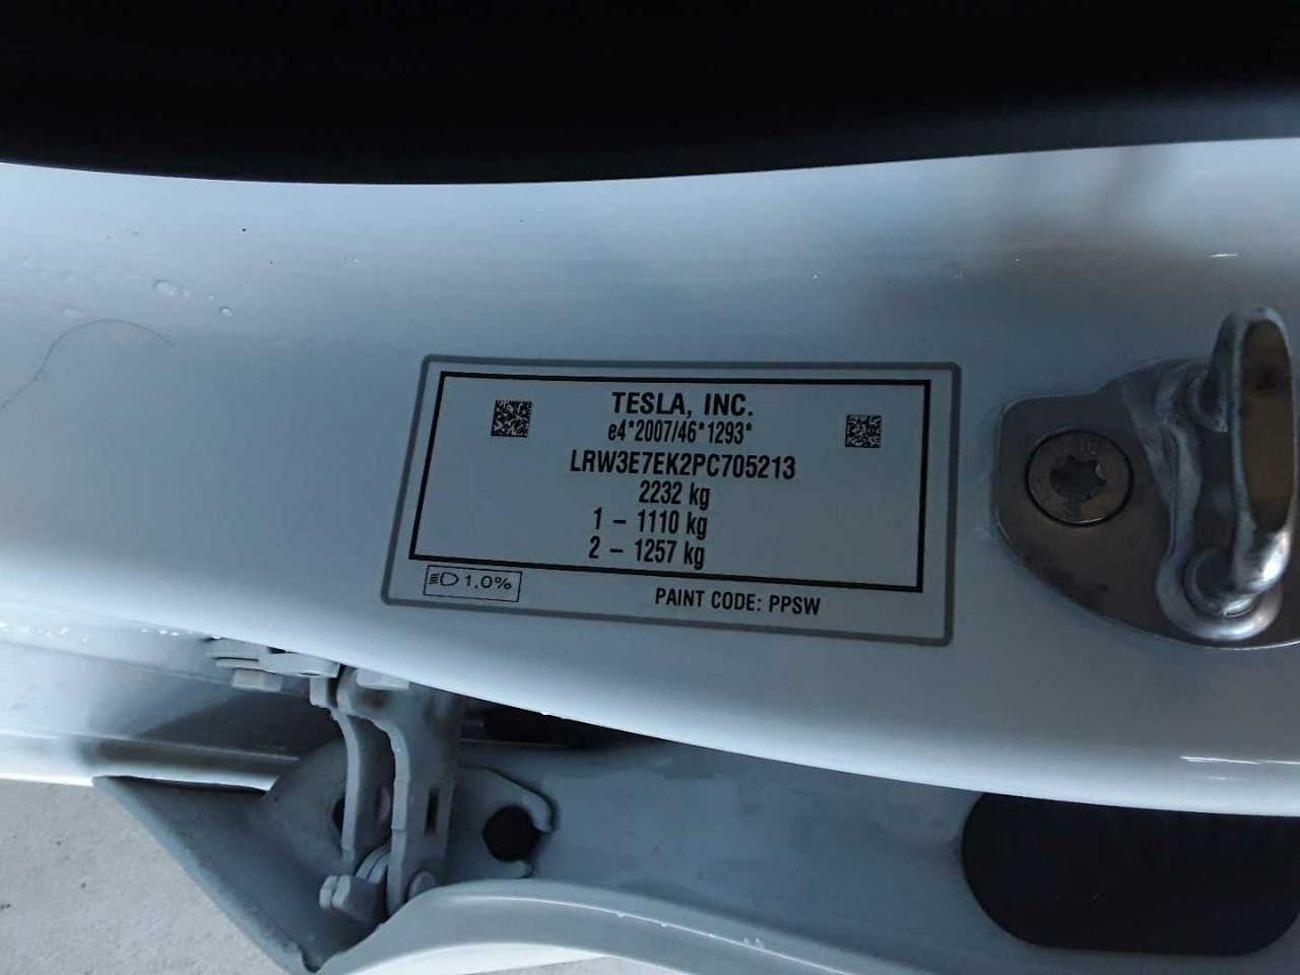 TESLA, INC.
e4*2007/46*1293*
LRW3E7EK2PC705213
2232 kg
1 - 1110 kg
2 - 1257 kg
1.0%
PAINT CODE: PPSW